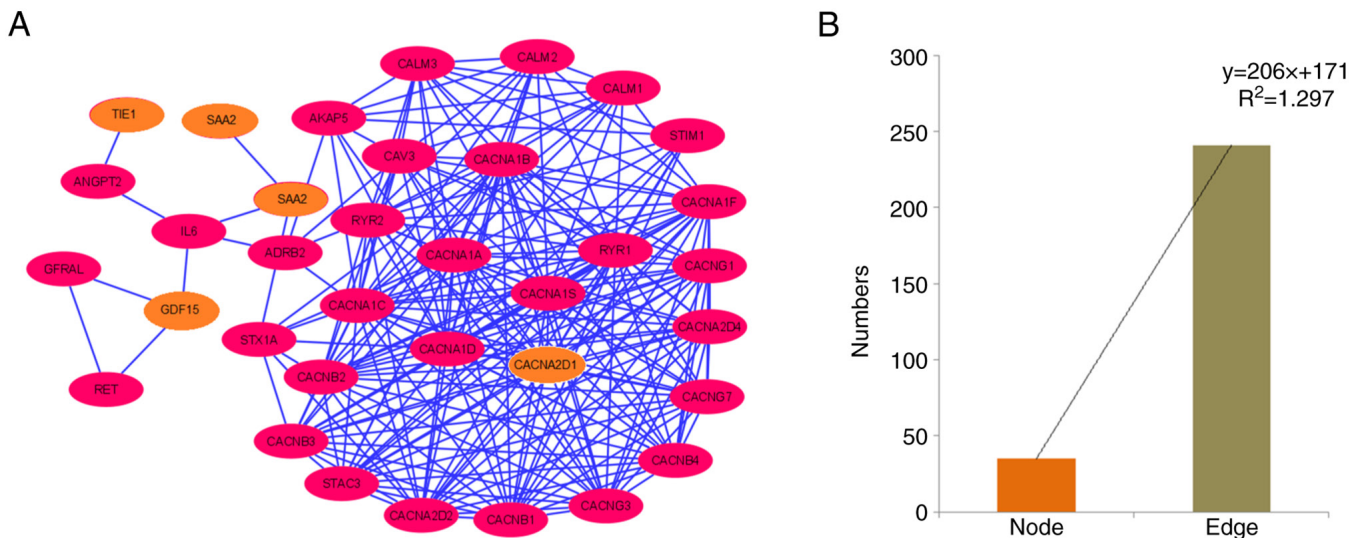 A
CALM3
CALM2
CALM1
TIE1
SAA2
AKAP5
STIM1
CAV3
CACNA1B
ANGPT2
SAA2
CACNA1F
IL6
RYR2
ADRB2
CACNA1A
RYR1
GFRAL
CACNG1
CACNA1S
GDF15
CACNA1C
CACNA2D4
STX1A
CACNA1D
CACNA2D1
RET
CACNB2
CACNG7
CACNB3
CACNB4
STAC3
CACNA2D2
CACNB1
CACNG3
B
y=206×+171
R²=1.297
Numbers
300
250
200
150
100
50
0
Node Edge